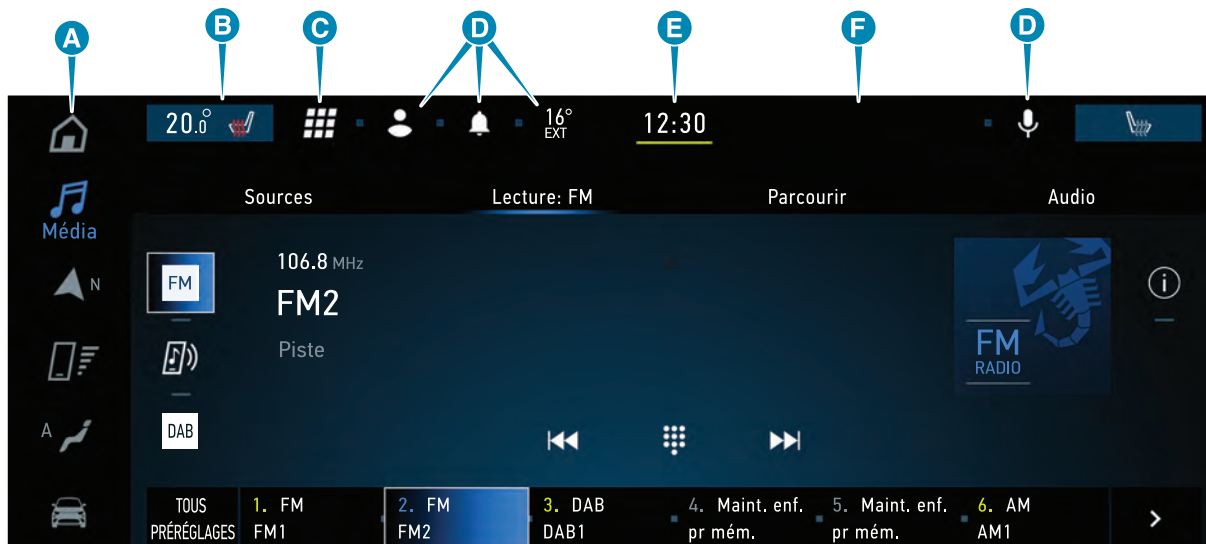 A
B
C
D
E
F
D
20.0°
16°
EXT
12:30
Sources
Lecture: FM
Parcourir
Audio
Média
N
A
FM
DAB
106.8 MHz
FM2
Piste
FM
RADIO
TOUS
PRÉRÉGLAGES
1. FM
FM1
2. FM
FM2
3. DAB
DAB1
4. Maint. enf.
pr mém.
5. Maint. enf.
pr mém.
6. AM
AM1